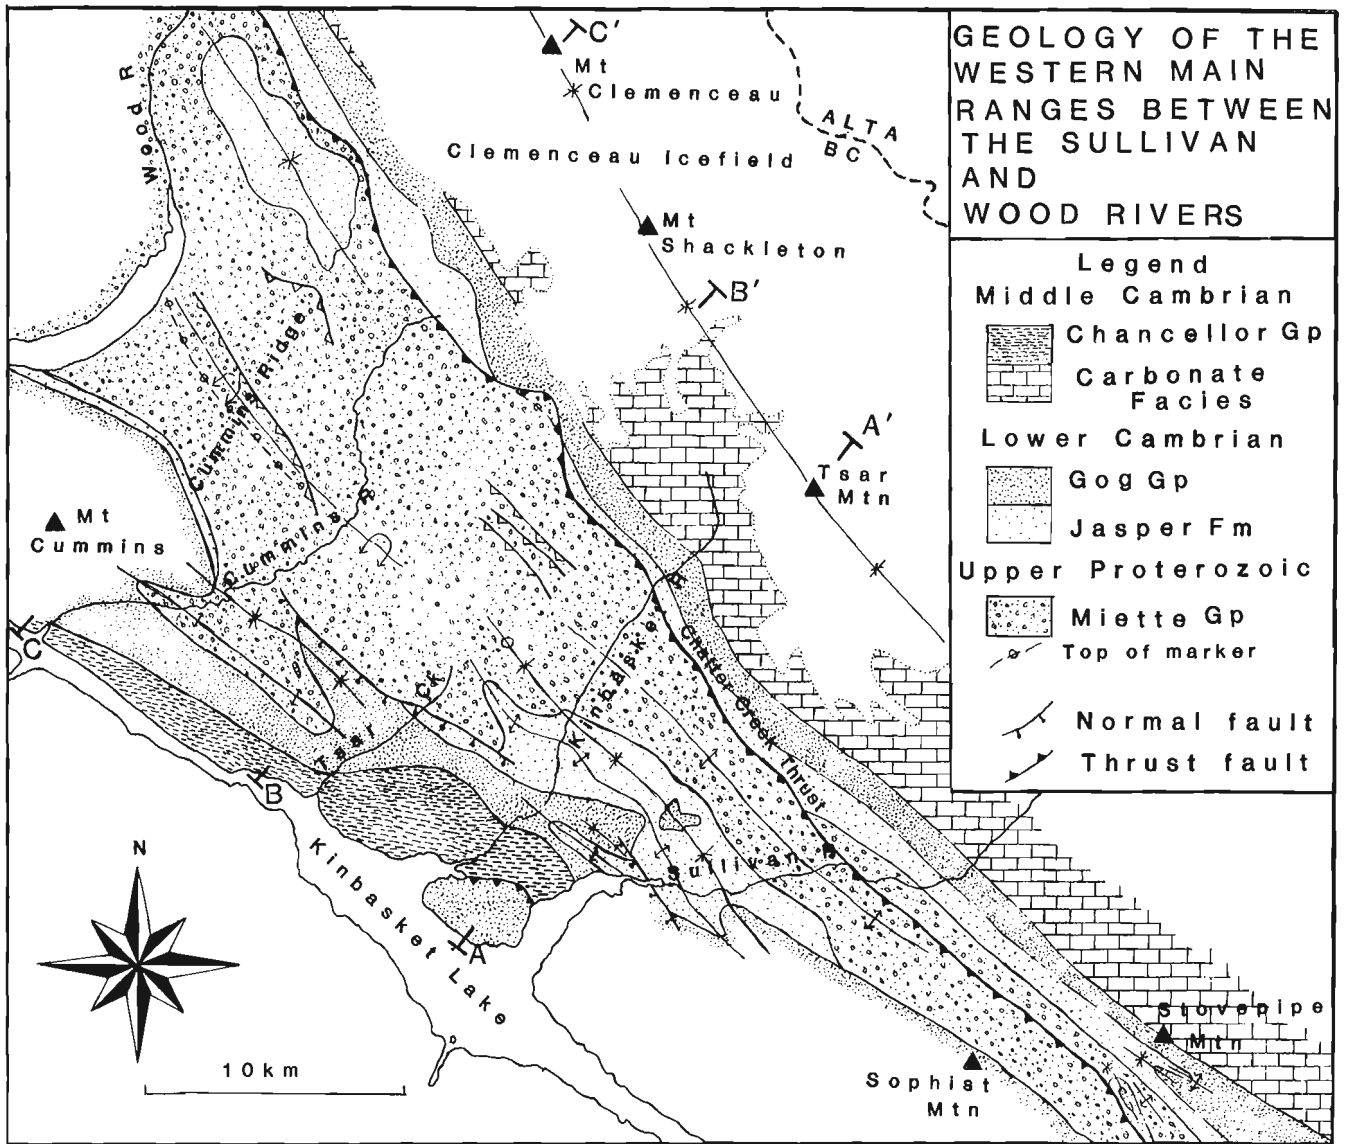 GEOLOGY OF THE
WESTERN MAIN
RANGES BETWEEN
THE SULLIVAN
AND
WOOD RIVERS
Legend
Middle Cambrian
Chancellor Gp
Carbonate
Facies
Lower Cambrian
Gog Gp
Jasper Fm
Upper Proterozoic
Miette Gp
Top of marker
Normal fault
Thrust fault
C'
Mt
Clemenceau
ALTA
BC
Clemenceau Icefield
Wood R
Mt
Shackleton
B'
A'
Tsar
Mtn
Cummins Ridge
Mt
Cummins
Cummins R
C
Kinbasket R
Chatter Creek Thrust
Tsar Ck
B
Sullivan R
Kinbasket Lake
A
N
10km
Stovepipe
Mtn
Sophist
Mtn